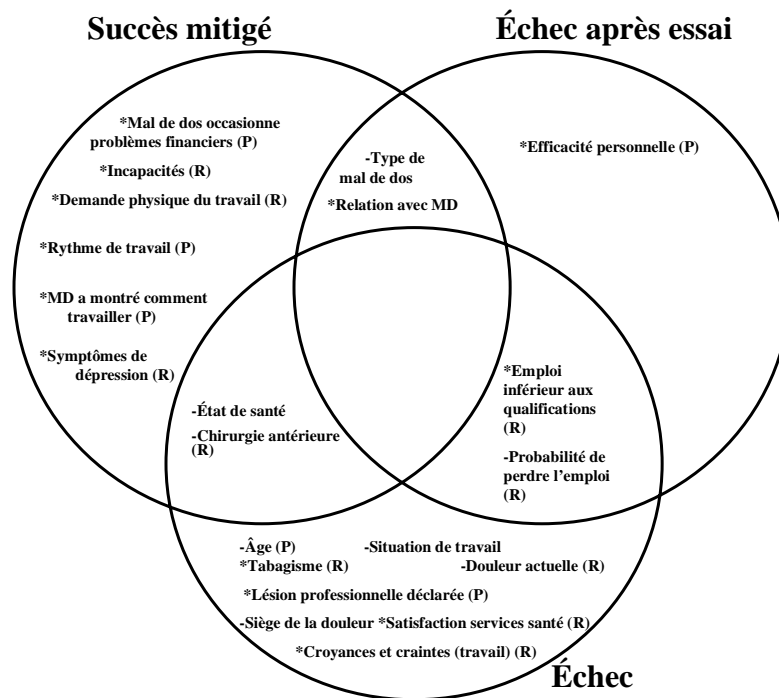 Succès mitigé
Échec après essai
*Mal de dos occasionne
problèmes financiers (P)
*Incapacités (R)
*Demande physique du travail (R)
*Rythme de travail (P)
*MD a montré comment
travailler (P)
*Symptômes de
dépression (R)
-Type de
mal de dos
*Relation avec MD
*Efficacité personnelle (P)
-État de santé
-Chirurgie antérieure
(R)
*Emploi
inférieur aux
qualifications
(R)
-Probabilité de
perdre l’emploi
(R)
-Âge (P) -Situation de travail
*Tabagisme (R) -Douleur actuelle (R)
*Lésion professionnelle déclarée (P)
-Siège de la douleur *Satisfaction services santé (R)
*Croyances et craintes (travail) (R)
Échec